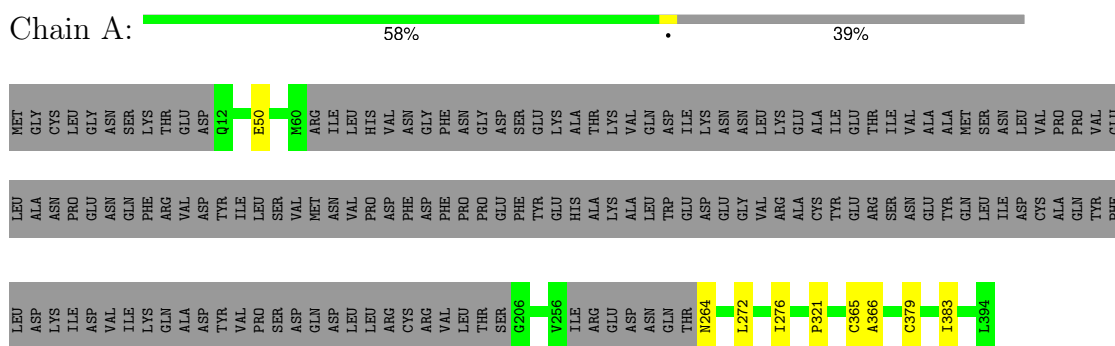 Chain A:
58% • 39%
MET GLY CYS LEU GLY ASN SER LYS THR GLU ASP Q12 E50 M60 ARG ILE LEU HIS VAL ASN GLY PHE ASN GLY ASP SER GLU LYS ALA THR LYS VAL GLN ASP ILE LYS ASN ASN LEU LYS GLU ALA ILE GLU THR ILE VAL ALA ALA MET SER ASN LEU VAL PRO PRO VAL GLU
LEU ALA ASN PRO GLU ASN GLN PHE ARG VAL ASP TYR ILE LEU SER VAL MET ASN VAL PRO ASP PHE ASP PHE PRO PRO GLU PHE TYR GLU HIS ALA LYS ALA LEU TRP GLU ASP GLU GLY VAL ARG ALA CYS TYR GLU ARG SER ASN GLU TYR GLN LEU ILE ASP CYS ALA GLN TYR PHE
LEU ASP LYS ILE ASP VAL ILE LYS GLN ALA ASP TYR VAL PRO SER ASP GLN ASP LEU LEU ARG CYS ARG VAL LEU THR SER G206 V256 ILE ARG GLU ASP ASN GLN THR N264 L272 I276 P321 C365 A366 C379 I383 L394